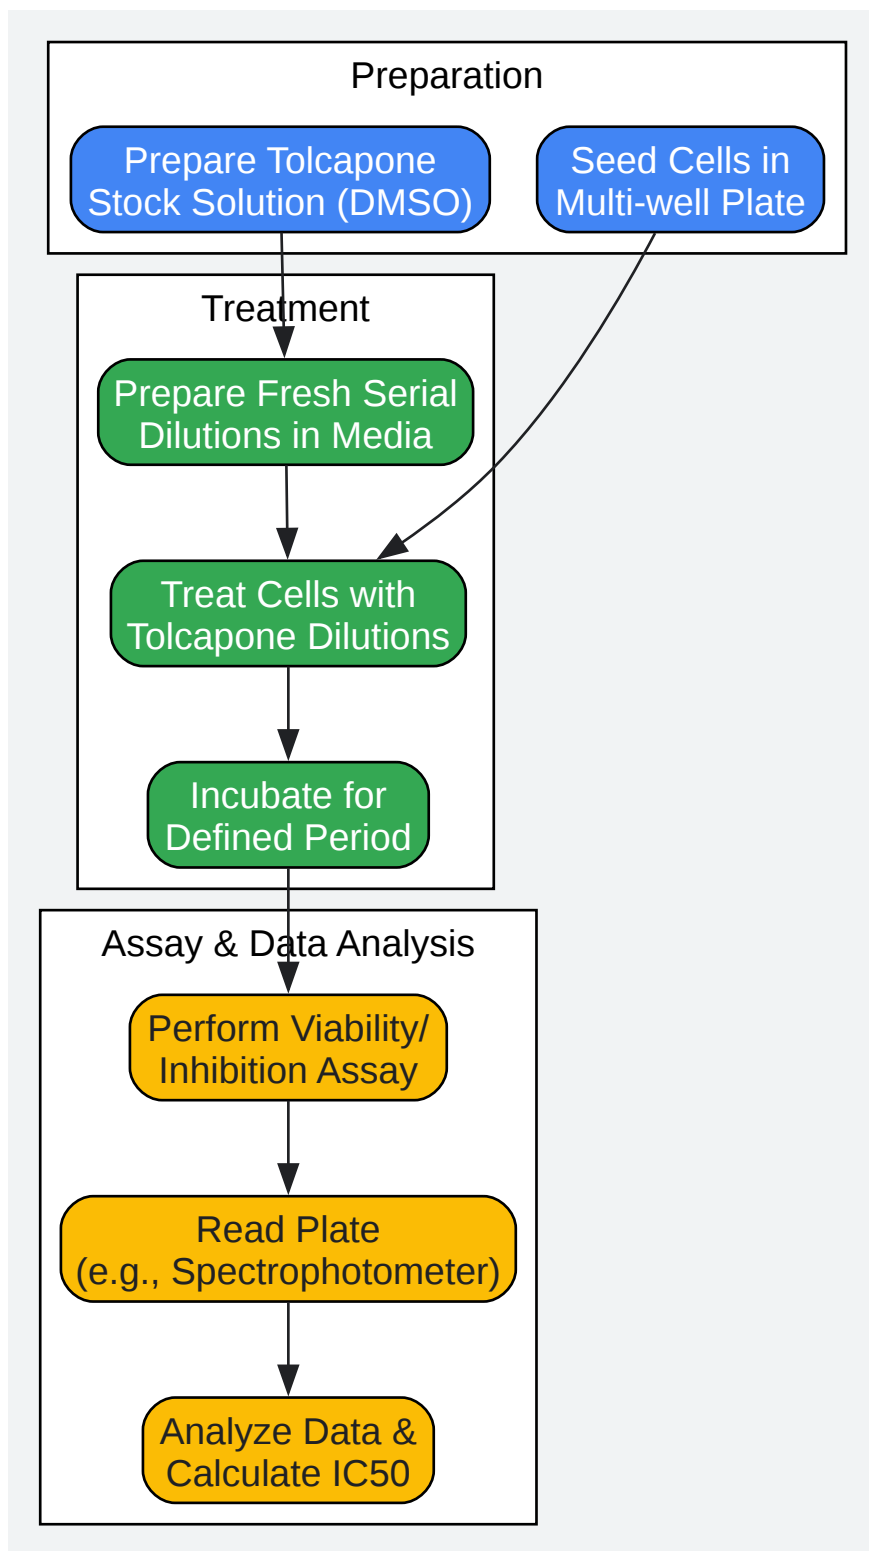 Preparation
Prepare Tolcapone
Stock Solution (DMSO)
Seed Cells in
Multi-well Plate
Treatment
Prepare Fresh Serial
Dilutions in Media
Treat Cells with
Tolcapone Dilutions
Incubate for
Defined Period
Assay & Data Analysis
Perform Viability/
Inhibition Assay
Read Plate
(e.g., Spectrophotometer)
Analyze Data &
Calculate IC50